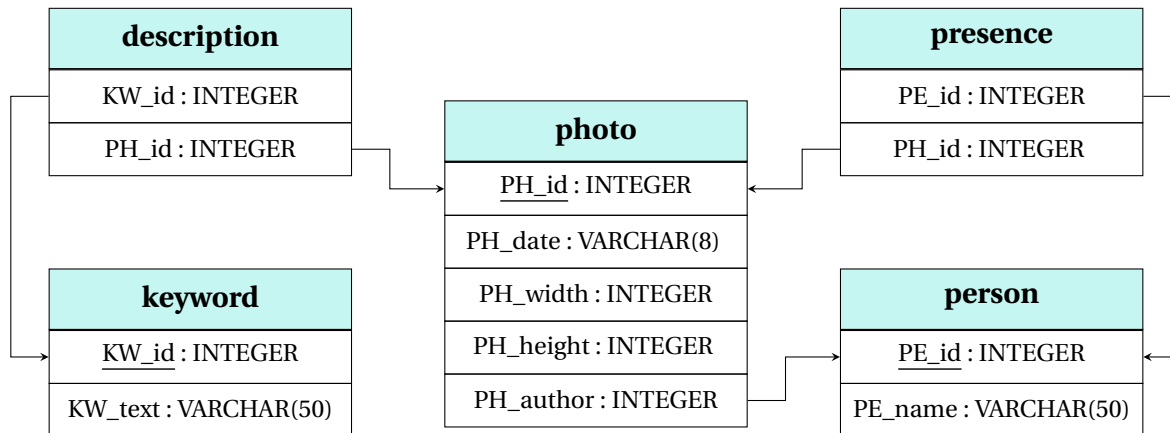 description
KW_id : INTEGER
PH_id : INTEGER
keyword
KW_id : INTEGER
KW_text : VARCHAR(50)
photo
PH_id : INTEGER
PH_date : VARCHAR(8)
PH_width : INTEGER
PH_height : INTEGER
PH_author : INTEGER
presence
PE_id : INTEGER
PH_id : INTEGER
person
PE_id : INTEGER
PE_name : VARCHAR(50)